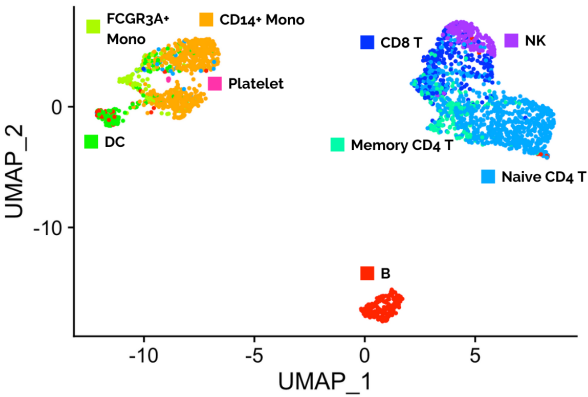 FCGR3A+
Mono
CD14+ Mono
CD8 T
NK
Platelet
DC
Memory CD4 T
Naive CD4 T
B
0
-10
UMAP_2
-10
-5
0
5
UMAP_1